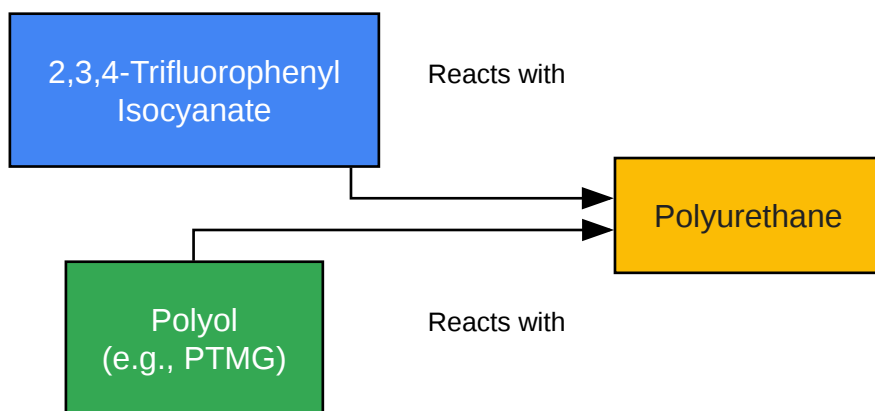 2,3,4-Trifluorophenyl
Isocyanate
Reacts with
Polyurethane
Polyol
(e.g., PTMG)
Reacts with